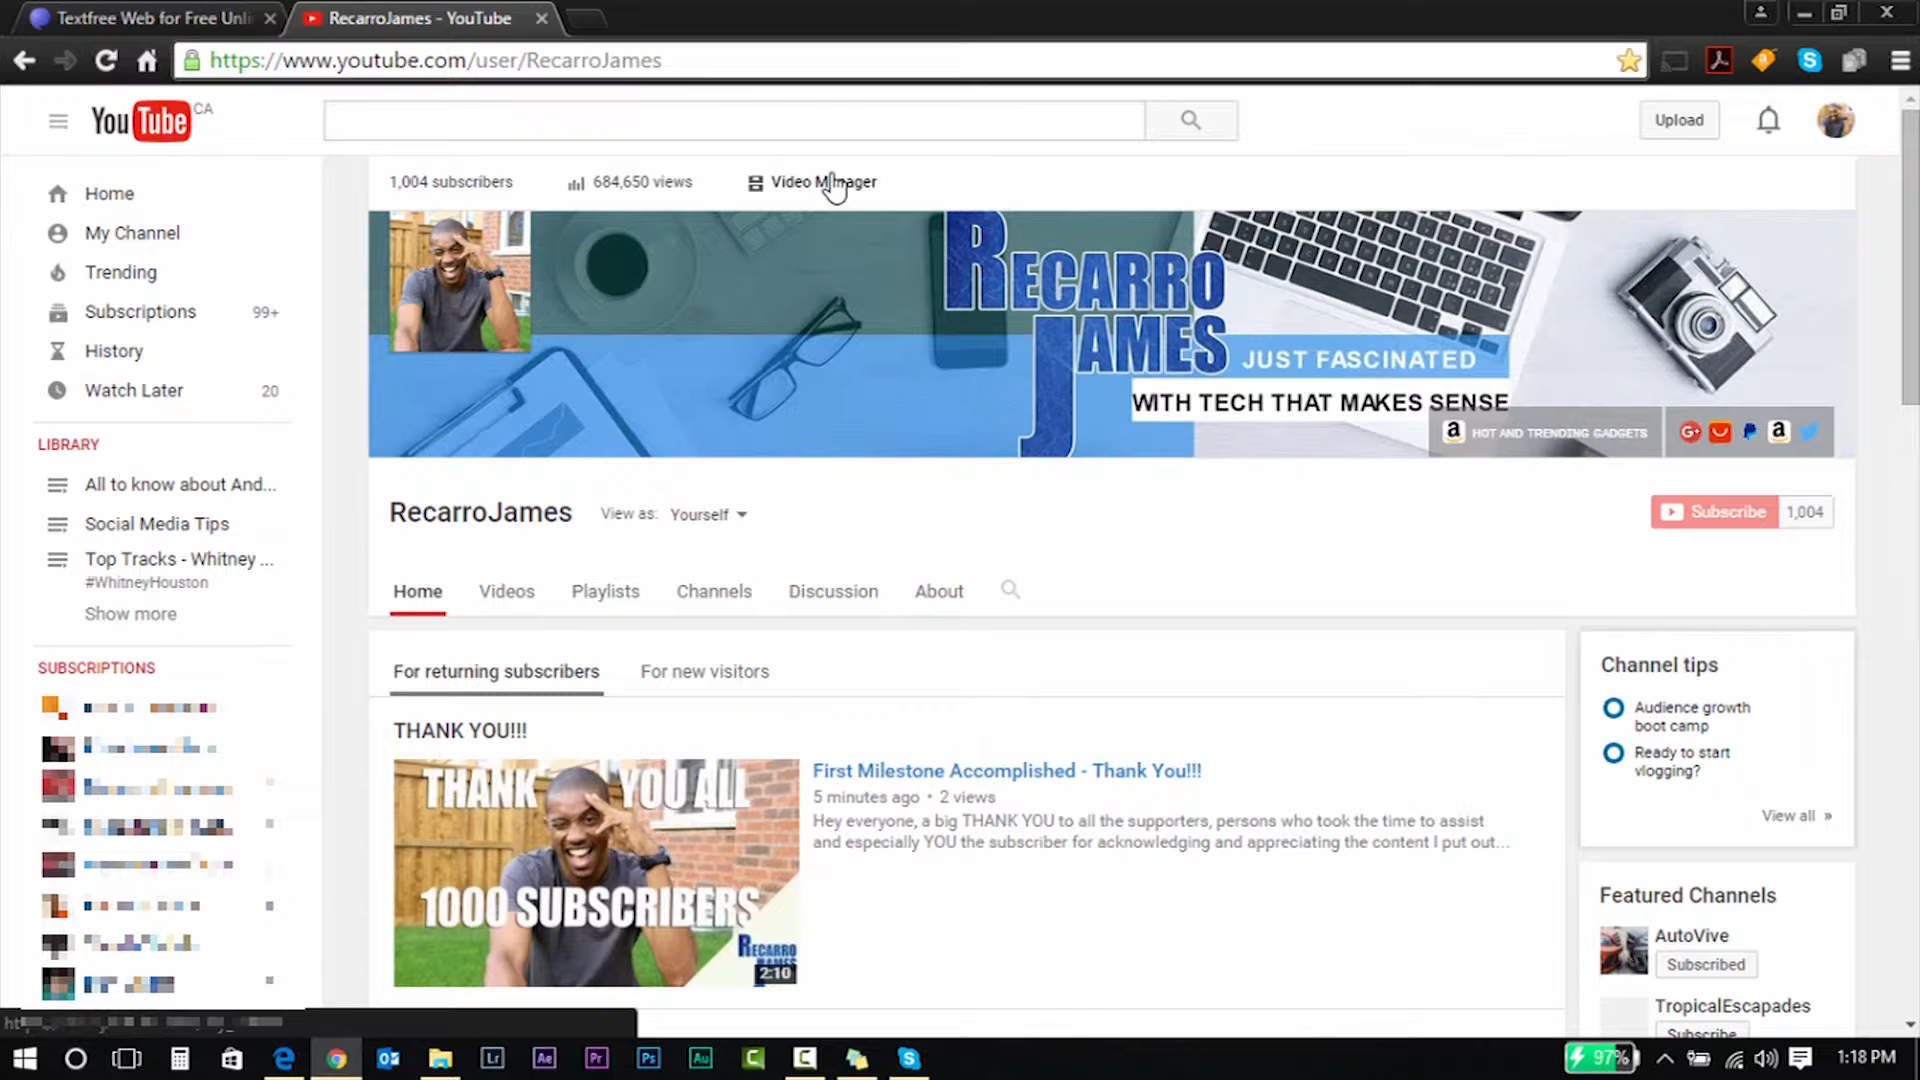 Textfree Web for Free Unli
RecarroJames - YouTube
https://www.youtube.com/user/RecarroJames
YouTube CA
Upload
1,004 subscribers
684,650 views
Video Manager
Home
My Channel
Trending
Subscriptions 99+
History
Watch Later 20
LIBRARY
All to know about And...
Social Media Tips
Top Tracks - Whitney ...
#WhitneyHouston
Show more
SUBSCRIPTIONS
RECARRO
JAMES
JUST FASCINATED
WITH TECH THAT MAKES SENSE
HOT AND TRENDING GADGETS
RecarroJames
View as: Yourself
Subscribe 1,004
Home Videos Playlists Channels Discussion About
For returning subscribers
For new visitors
THANK YOU!!!
THANK YOU ALL
1000 SUBSCRIBERS
RECARRO
JAMES
2:10
First Milestone Accomplished - Thank You!!!
5 minutes ago • 2 views
Hey everyone, a big THANK YOU to all the supporters, persons who took the time to assist
and especially YOU the subscriber for acknowledging and appreciating the content I put out...
Channel tips
Audience growth
boot camp
Ready to start
vlogging?
View all »
Featured Channels
AutoVive
Subscribed
TropicalEscapades
Subscribe
Lr
Ae
Pr
Ps
Au
97%
1:18 PM